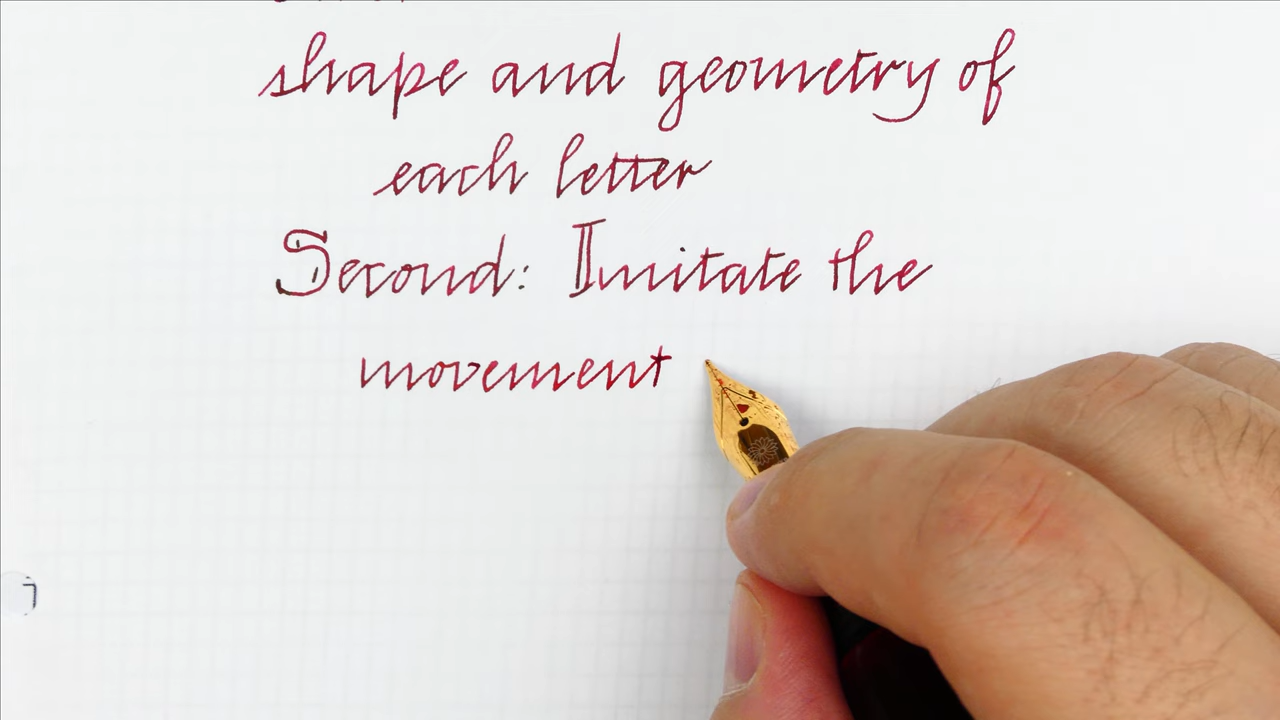 shape and geometry of
each letter
Second: Imitate the
movement